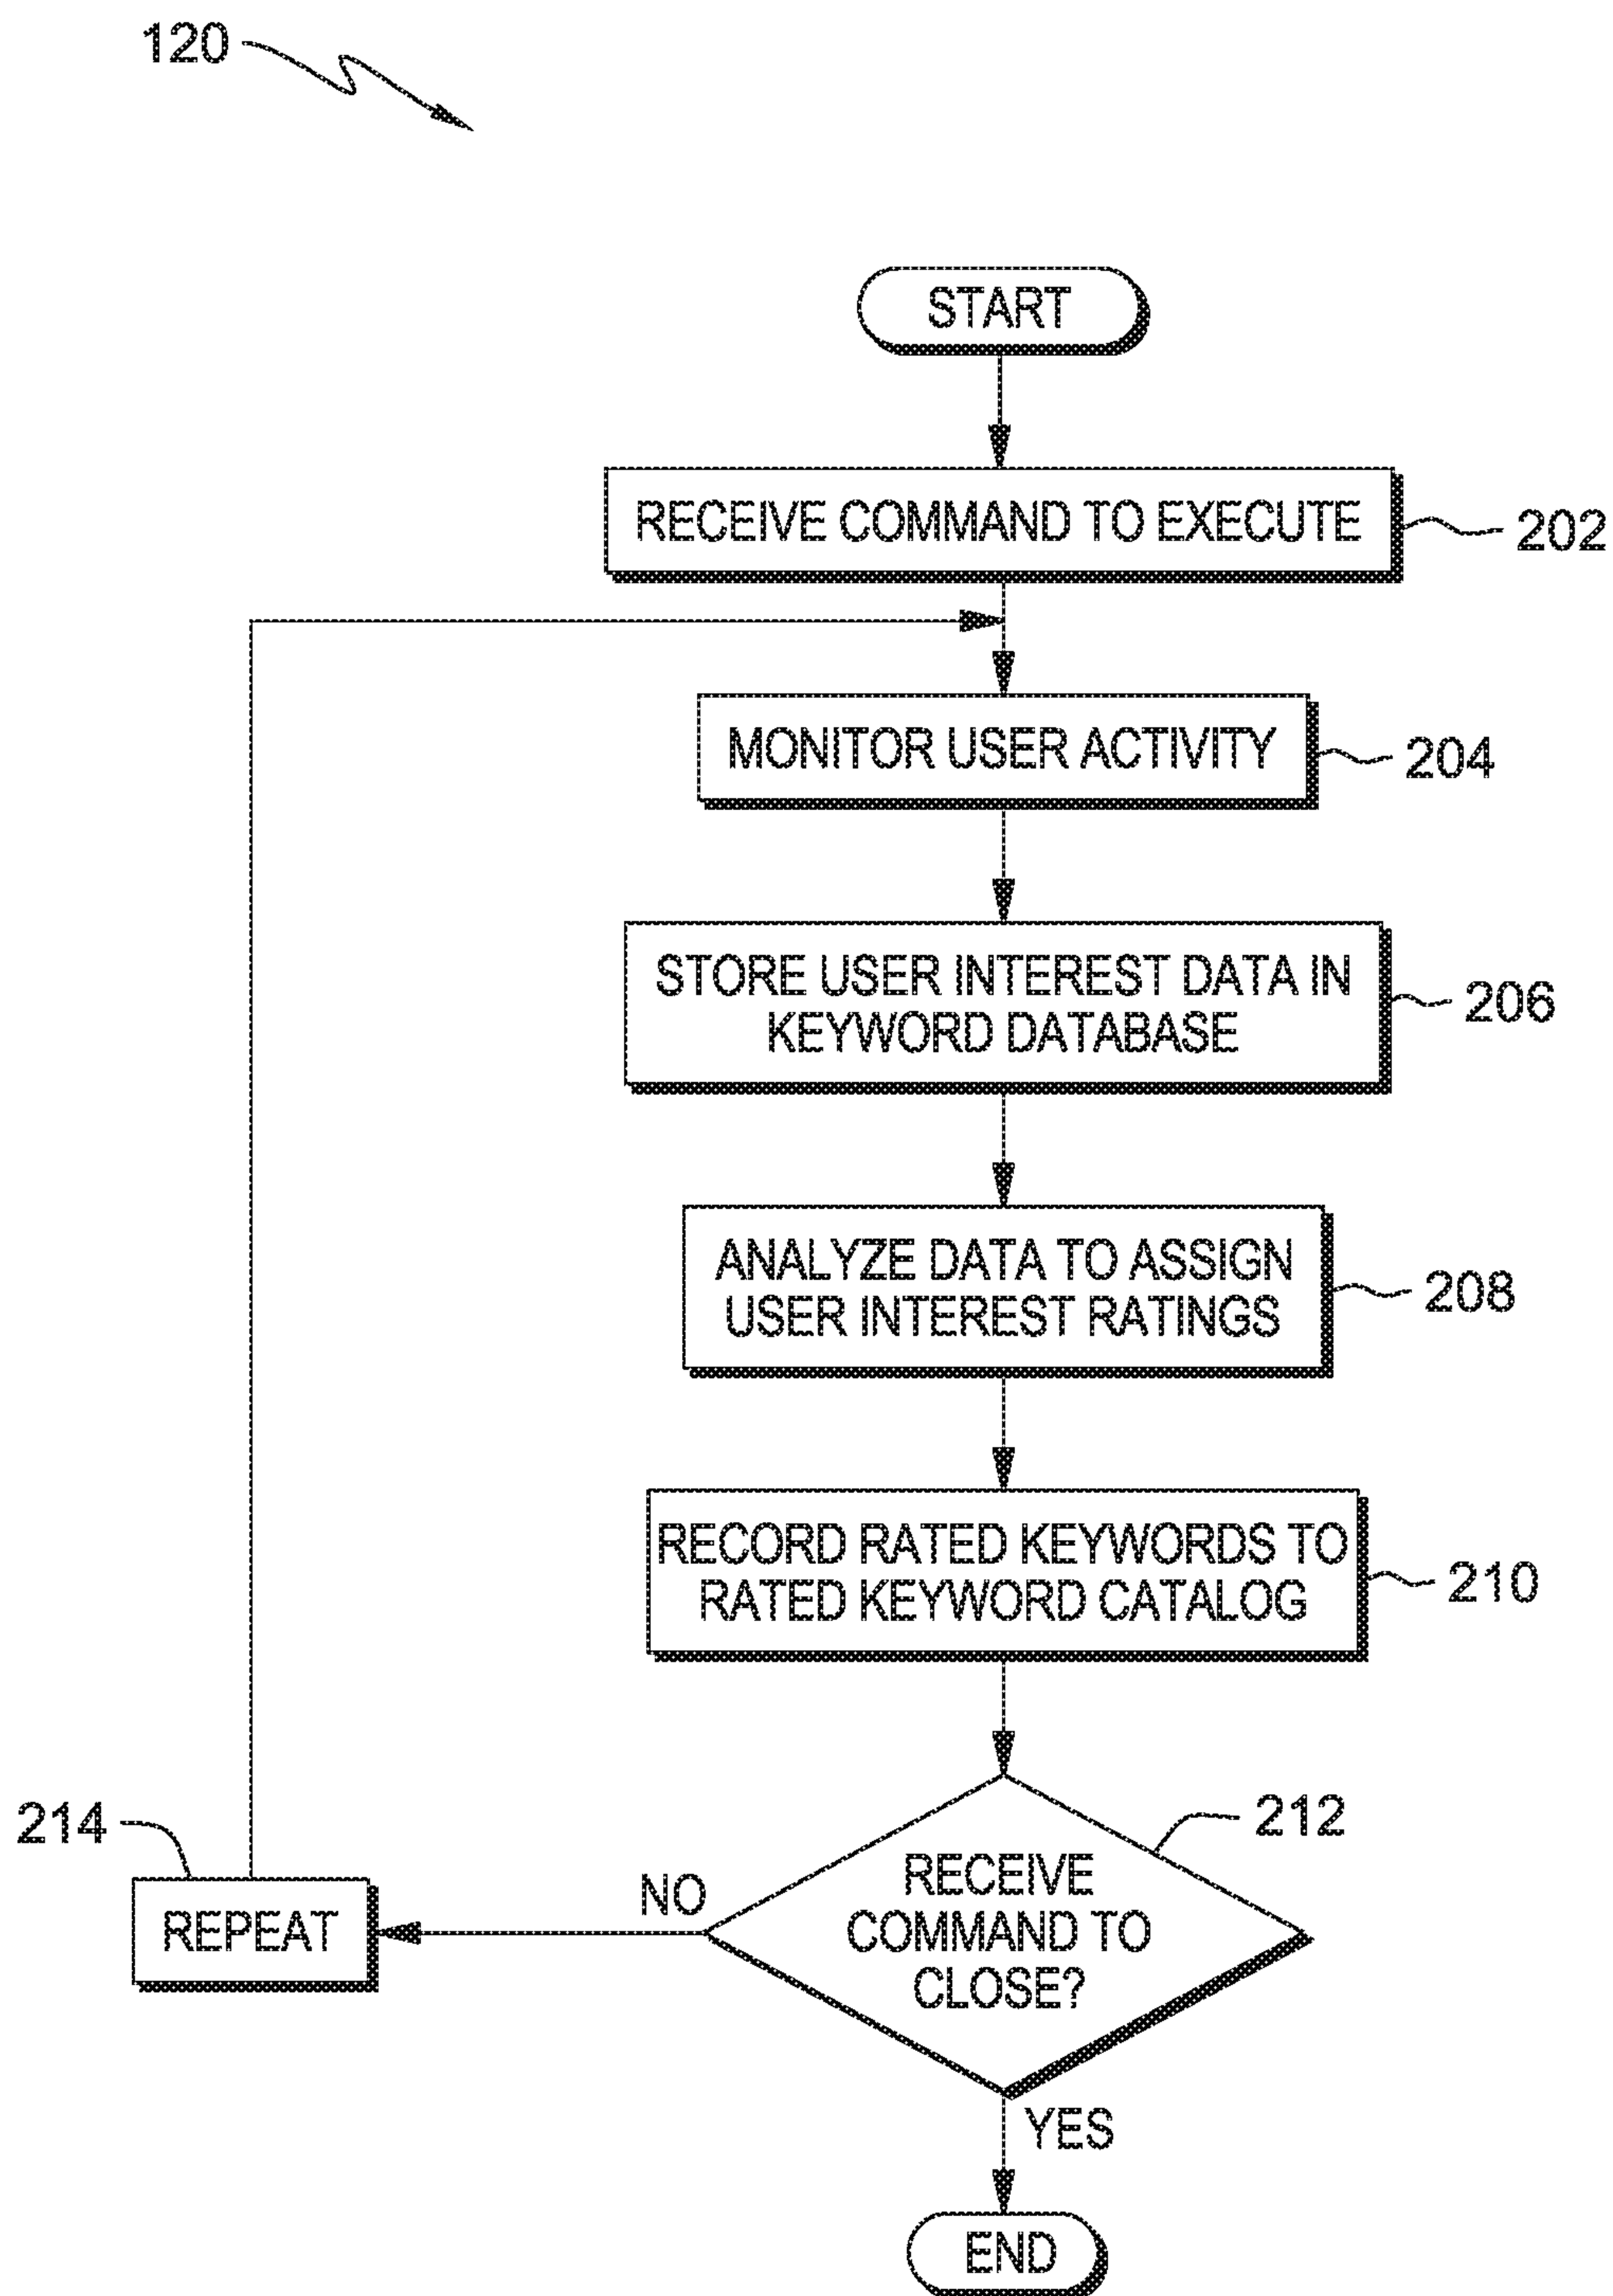 120
START
RECEIVE COMMAND TO EXECUTE
202
MONITOR USER ACTIVITY
204
STORE USER INTEREST DATA IN
KEYWORD DATABASE
206
ANALYZE DATA TO ASSIGN
USER INTEREST RATINGS
208
RECORD RATED KEYWORDS TO
RATED KEYWORD CATALOG
210
RECEIVE
COMMAND TO
CLOSE?
212
NO
REPEAT
214
YES
END